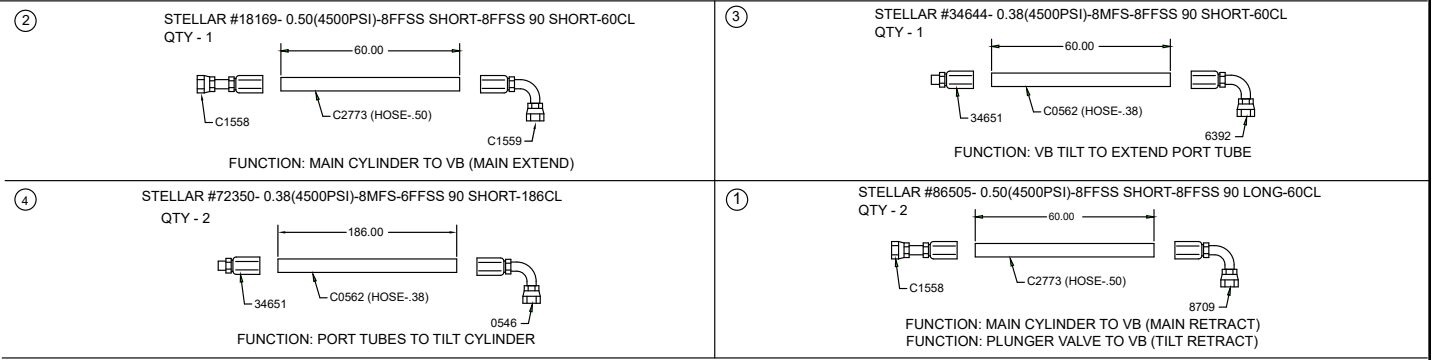 2
STELLAR #18169- 0.50(4500PSI)-8FFSS SHORT-8FFSS 90 SHORT-60CL
QTY - 1
60.00
C1558
C2773 (HOSE-.50)
C1559
FUNCTION: MAIN CYLINDER TO VB (MAIN EXTEND)
3
STELLAR #34644- 0.38(4500PSI)-8MFS-8FFSS 90 SHORT-60CL
QTY - 1
60.00
34651
C0562 (HOSE-.38)
6392
FUNCTION: VB TILT TO EXTEND PORT TUBE
4
STELLAR #72350- 0.38(4500PSI)-8MFS-6FFSS 90 SHORT-186CL
QTY - 2
186.00
34651
C0562 (HOSE-.38)
0546
FUNCTION: PORT TUBES TO TILT CYLINDER
1
STELLAR #86505- 0.50(4500PSI)-8FFSS SHORT-8FFSS 90 LONG-60CL
QTY - 2
60.00
C1558
C2773 (HOSE-.50)
8709
FUNCTION: MAIN CYLINDER TO VB (MAIN RETRACT)
FUNCTION: PLUNGER VALVE TO VB (TILT RETRACT)